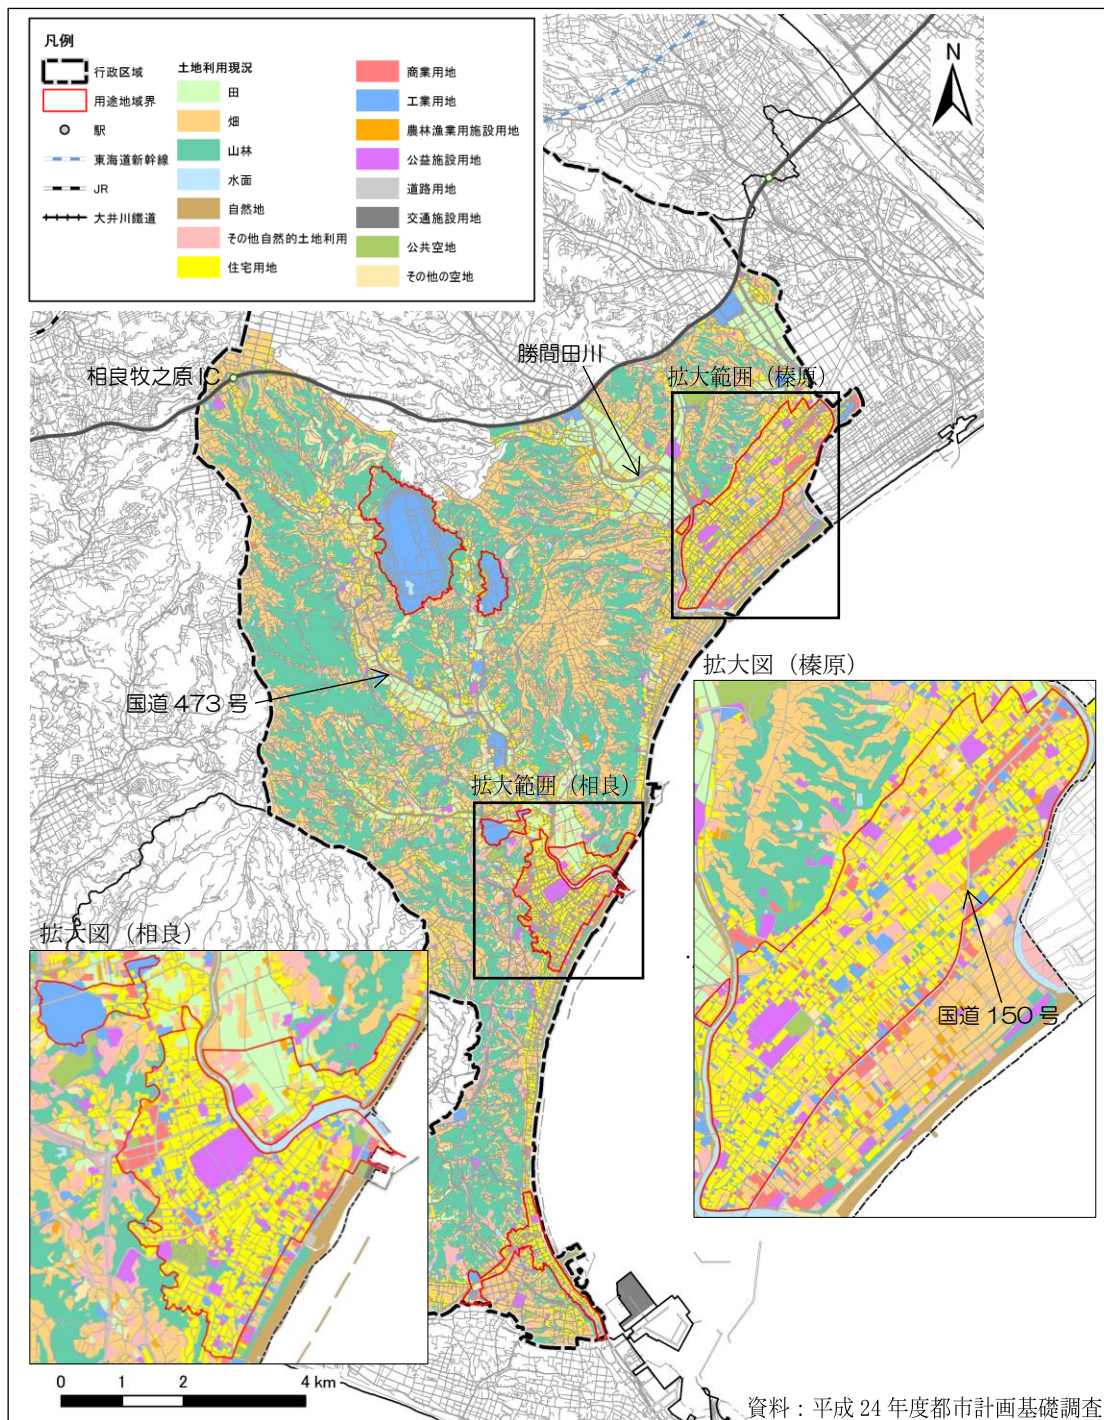 凡例
行政区域
用途地域界
駅
東海道新幹線
JR
大井川鐵道
土地利用現況
田
畑
山林
水面
自然地
その他自然的土地利用
住宅用地
商業用地
工業用地
農林漁業用施設用地
公益施設用地
道路用地
交通施設用地
公共空地
その他の空地
N
勝間田川
相良牧之原IC
拡大範囲（榛原）
国道473号
拡大図（榛原）
拡大範囲（相良）
拡大図（相良）
国道150号
0 1 2 4 km
資料：平成24年度都市計画基礎調査